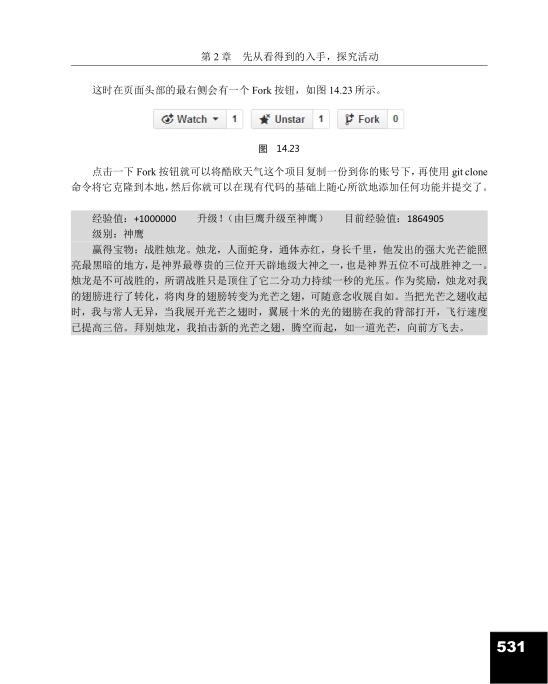 第 2 章 先从看得到的入手，探究活动
这时在页面头部的最右侧会有一个 Fork 按钮，如图 14.23 所示。
Watch 1 Unstar 1 Fork 0
图 14.23
点击一下 Fork 按钮就可以将酷欧天气这个项目复制一份到你的账号下，再使用 git clone
命令将它克隆到本地，然后你就可以在现有代码的基础上随心所欲地添加任何功能并提交了。
经验值：+1000000 升级！（由巨鹰升级至神鹰） 目前经验值：1864905
级别：神鹰
赢得宝物：战胜烛龙。烛龙，人面蛇身，通体赤红，身长千里，他发出的强大光芒能照
亮最黑暗的地方，是神界最尊贵的三位开天辟地级大神之一，也是神界五位不可战胜神之一。
烛龙是不可战胜的，所谓战胜只是顶住了它二分功力持续一秒的光压。作为奖励，烛龙对我
的翅膀进行了转化，将肉身的翅膀转变为光芒之翅，可随意念收展自如。当把光芒之翅收起
时，我与常人无异，当我展开光芒之翅时，翼展十米的光的翅膀在我的背部打开，飞行速度
已提高三倍。拜别烛龙，我拍击新的光芒之翅，腾空而起，如一道光芒，向前方飞去。
531